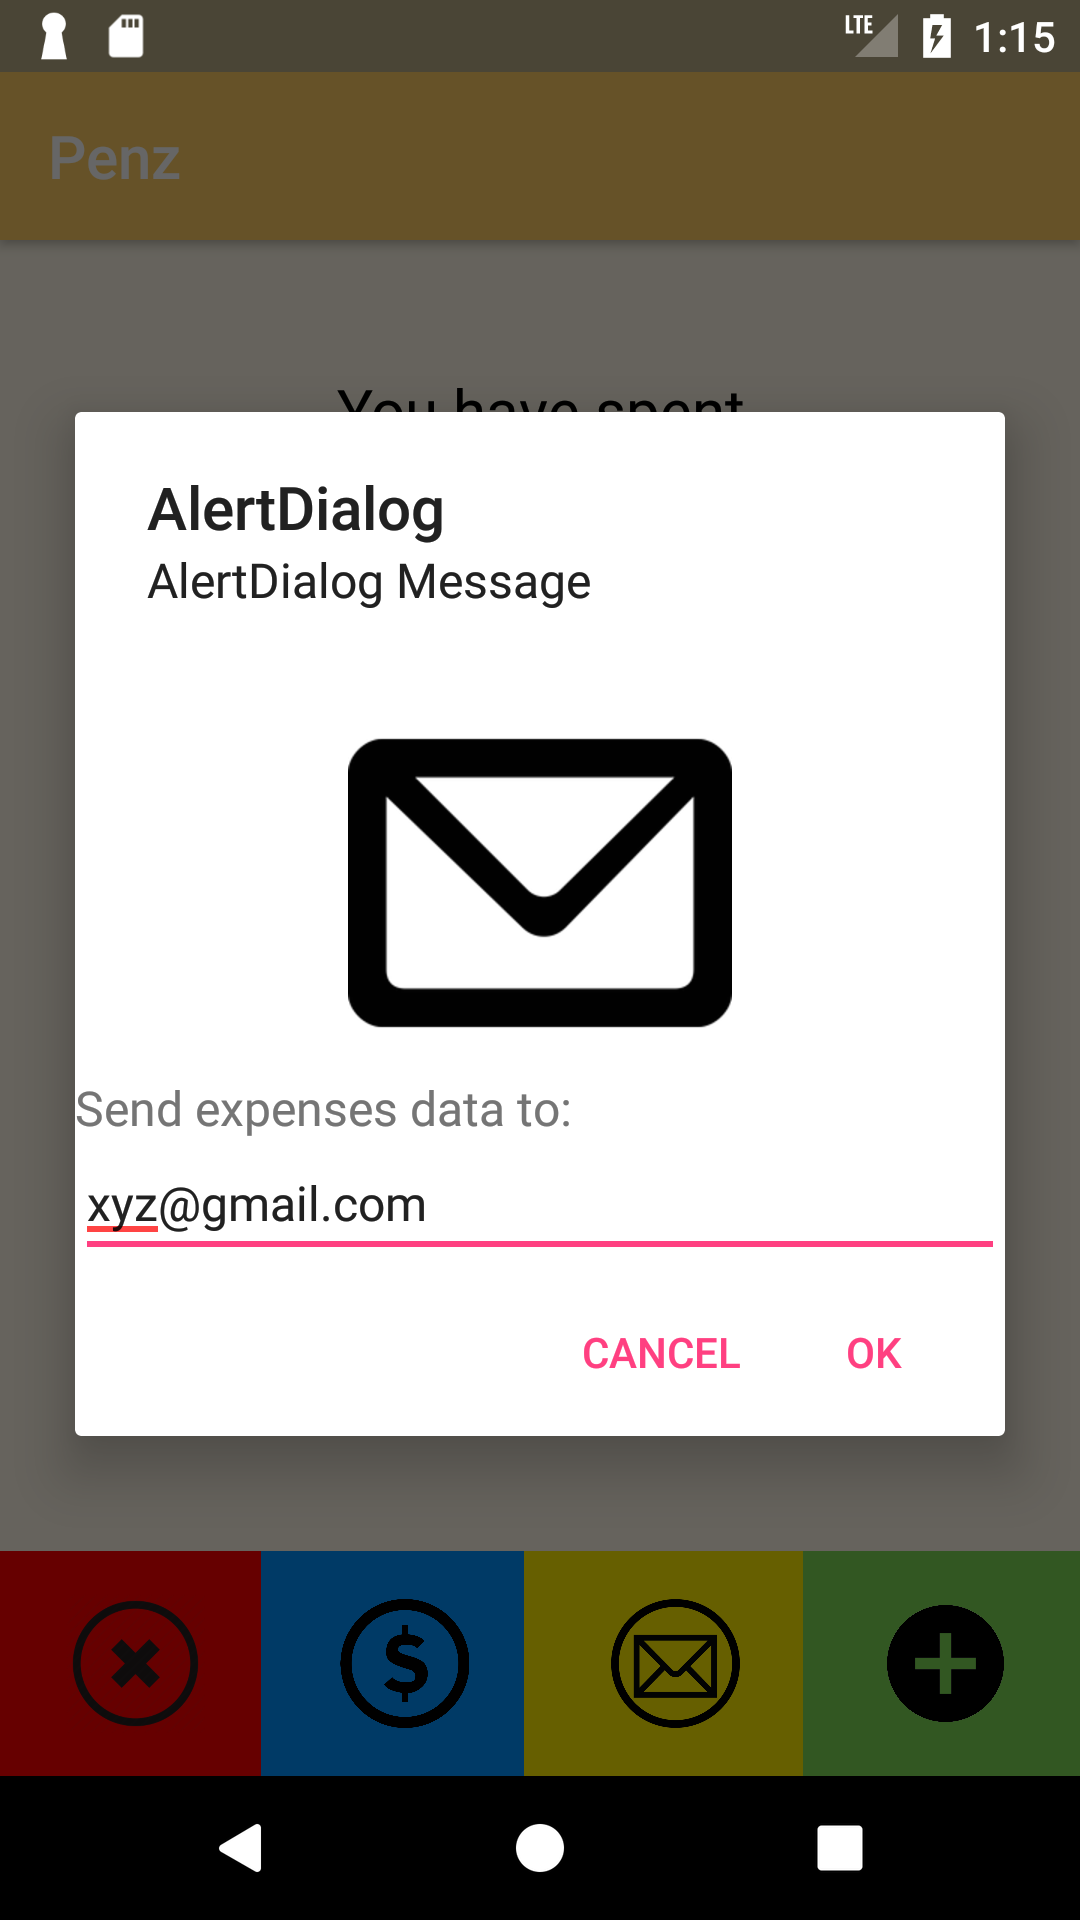 LTE 1:15
Penz
You have spent
AlertDialog
AlertDialog Message
Send expenses data to:
xyz@gmail.com
CANCEL OK